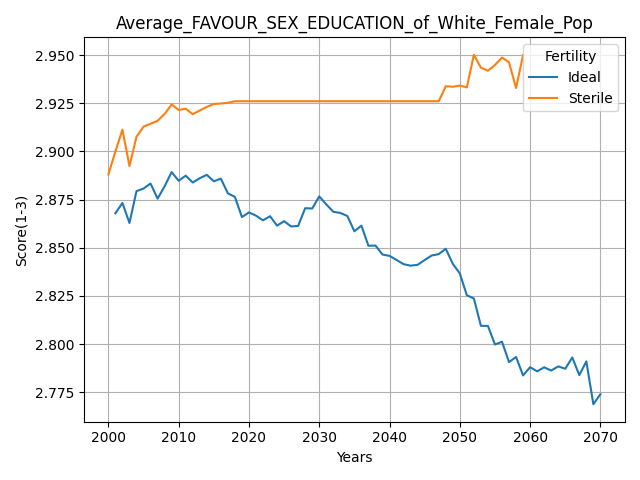 Average_FAVOUR_SEX_EDUCATION_of_White_Female_Pop
Fertility
Ideal
Sterile
Score(1-3)
2.950
2.925
2.900
2.875
2.850
2.825
2.800
2.775
2000 2010 2020 2030 2040 2050 2060 2070
Years